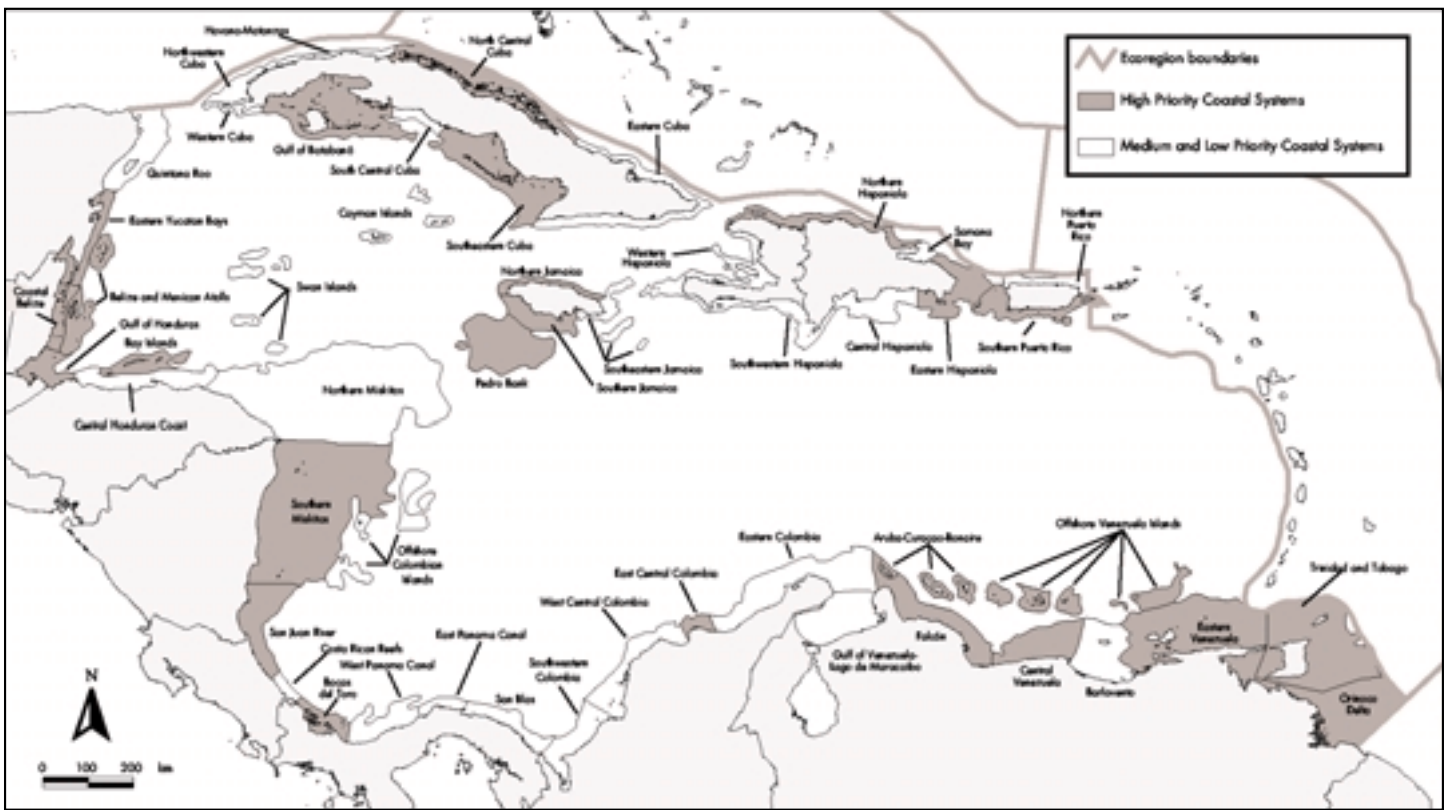 Havana-Matanzas
Northwestern
Cuba
North Central
Cuba
Ecoregion boundaries
High Priority Coastal Systems
Medium and Low Priority Coastal Systems
Western Cuba
Gulf of Batabanó
South Central Cuba
Eastern Cuba
Quintana Roo
Eastern Yucatan Bays
Cayman Islands
Southeastern Cuba
Northern
Hispaniola
Samana
Bay
Northern
Puerto
Rico
Western
Hispaniola
Northern Jamaica
Coastal
Belize
Belize and Mexican Atolls
Swan Islands
Gulf of Honduras
Bay Islands
Southeastern Jamaica
Southern Jamaica
Pedro Bank
Southwestern Hispaniola
Central Hispaniola
Eastern Hispaniola
Southern Puerto Rico
Northern Miskitos
Central Honduran Coast
Southern
Miskitos
Offshore
Colombian
Islands
Eastern Colombia
Aruba-Curacao-Bonaire
Offshore Venezuela Islands
Trinidad and Tobago
East Central Colombia
West Central Colombia
San Juan River
Costa Rican Reefs
West Panama Canal
East Panama Canal
Bocas
del Toro
San Blas
Southwestern
Colombia
Gulf of Venezuela-
Lago de Maracaibo
Falcón
Central
Venezuela
Barlovento
Eastern
Venezuela
Orinoco
Delta
N
0 100 200 km